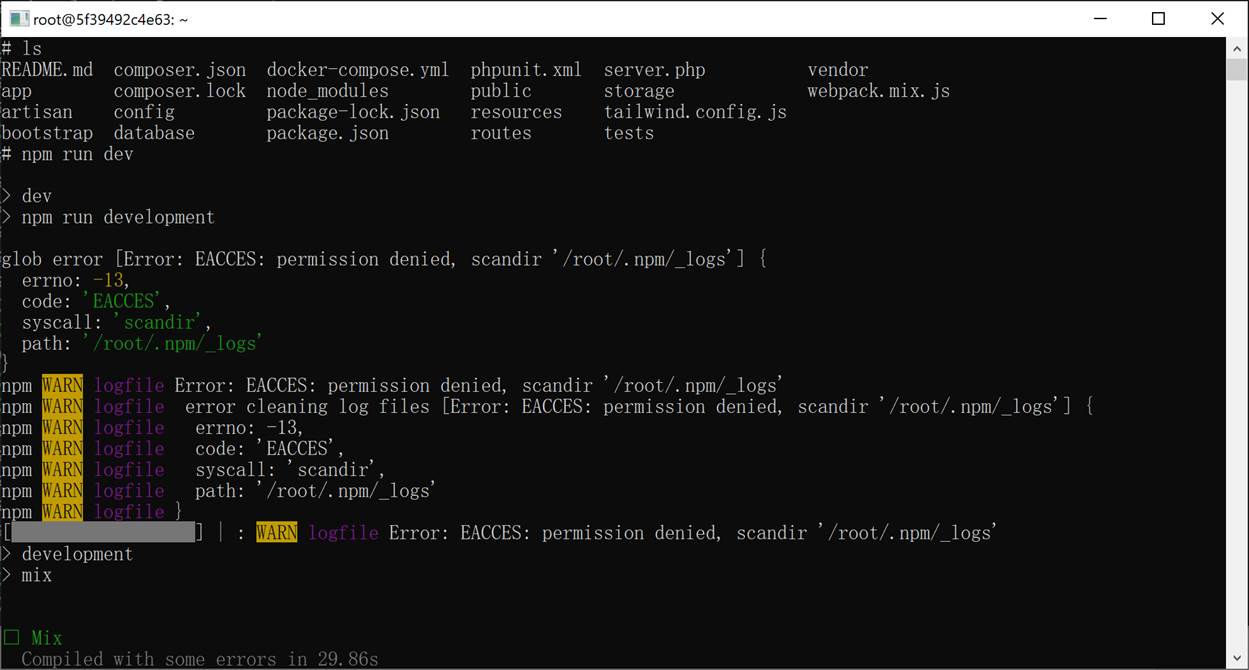 root@5f39492c4e63: ~
# ls
README.md composer.json docker-compose.yml phpunit.xml server.php vendor
app composer.lock node_modules public storage webpack.mix.js
artisan config package-lock.json resources tailwind.config.js
bootstrap database package.json routes tests
# npm run dev
> dev
> npm run development
glob error [Error: EACCES: permission denied, scandir '/root/.npm/_logs'] {
errno: -13,
code: 'EACCES',
syscall: 'scandir',
path: '/root/.npm/_logs'
}
npm WARN logfile Error: EACCES: permission denied, scandir '/root/.npm/_logs'
npm WARN logfile error cleaning log files [Error: EACCES: permission denied, scandir '/root/.npm/_logs'] {
npm WARN logfile errno: -13,
npm WARN logfile code: 'EACCES',
npm WARN logfile syscall: 'scandir',
npm WARN logfile path: '/root/.npm/_logs'
npm WARN logfile }
[ ] | : WARN logfile Error: EACCES: permission denied, scandir '/root/.npm/_logs'
> development
> mix
□ Mix
Compiled with some errors in 29.86s